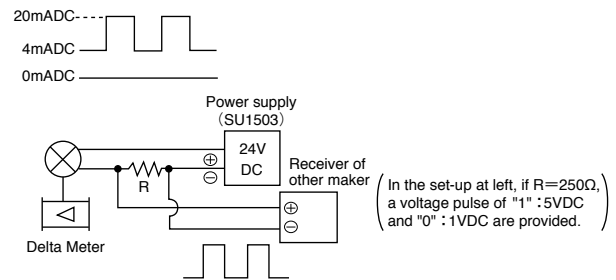 20mADC
4mADC
0mADC
Power supply
（SU1503）
24V
DC
⊕
⊖
R
Receiver of
other maker
⊕
⊖
Delta Meter
In the set-up at left, if R＝250Ω,
a voltage pulse of "1"：5VDC
and "0"：1VDC are provided.